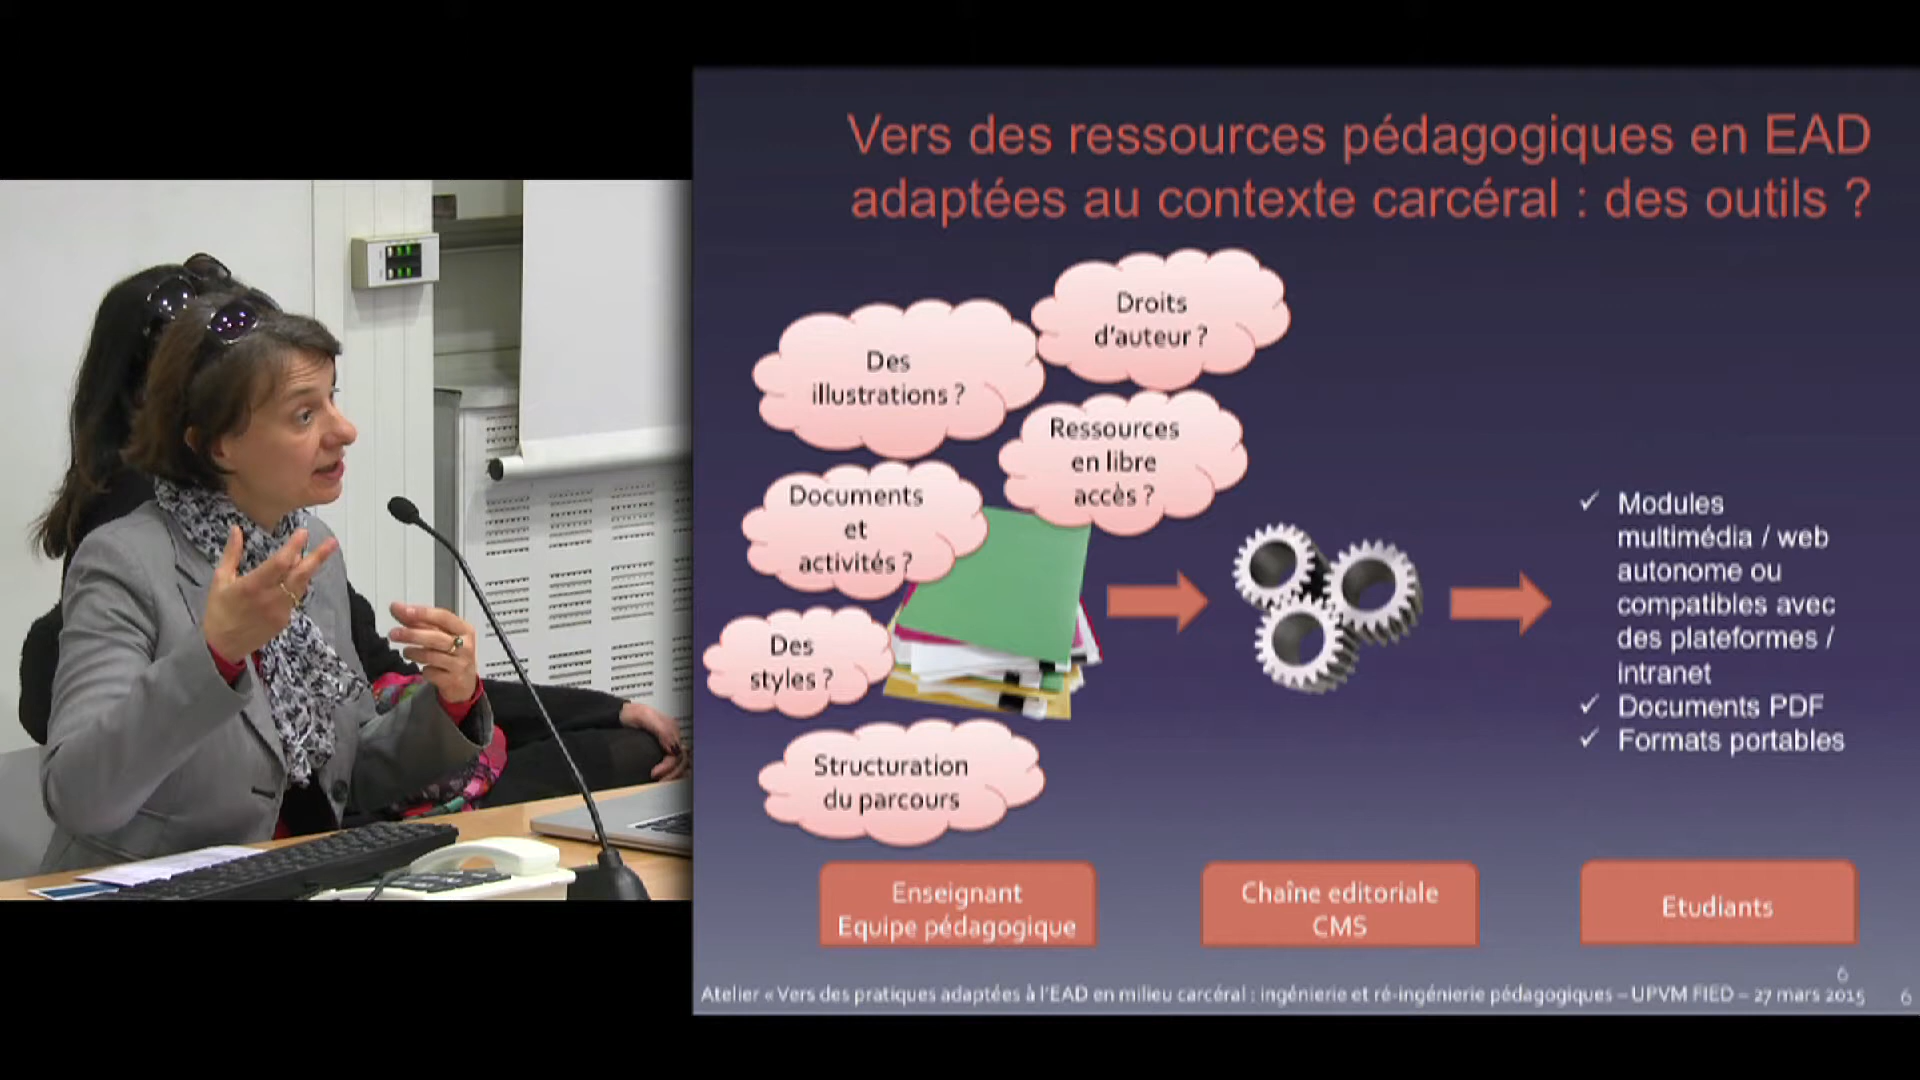 Vers des ressources pédagogiques en EAD
adaptées au contexte carcéral : des outils ?
Droits
d'auteur ?
Des
illustrations ?
Ressources
en libre
accès ?
Documents
et
activités ?
Des
styles ?
Structuration
du parcours
✓ Modules
multimédia / web
autonome ou
compatibles avec
des plateformes /
intranet
✓ Documents PDF
✓ Formats portables
Enseignant
Equipe pédagogique
Chaîne editoriale
CMS
Etudiants
6
Atelier « Vers des pratiques adaptées à l'EAD en milieu carcéral : ingénierie et ré-ingénierie pédagogiques – UPVM FIED – 27 mars 2015
6